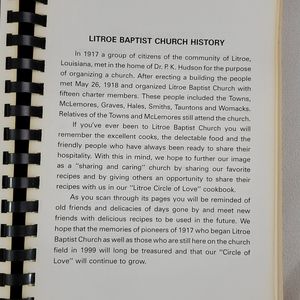 LITROE BAPTIST CHURCH HISTORY
In 1917 a group of citizens of the community of Litroe,
Louisiana, met in the home of Dr. P. K. Hudson for the purpose
of organizing a church. After erecting a building the people
met May 26, 1918 and organized Litroe Baptist Church with
fifteen charter members. These people included the Towns,
McLemores, Graves, Hales, Smiths, Tauntons and Womacks.
Relatives of the Towns and McLemores still attend the church.
If you've ever been to Litroe Baptist Church you will
remember the excellent cooks, the delectable food and the
friendly people who have always been ready to share their
hospitality. With this in mind, we hope to further our image
as a "sharing and caring" church by sharing our favorite
recipes and by giving others an opportunity to share their
recipes with us in our "Litroe Circle of Love" cookbook.
As you scan through its pages you will be reminded of
old friends and delicacies of days gone by and meet new
friends with delicious recipes to be used in the future. We
hope that the memories of pioneers of 1917 who began Litroe
Baptist Church as well as those who are still here on the church
field in 1999 will long be treasured and that our "Circle of
Love" will continue to grow.